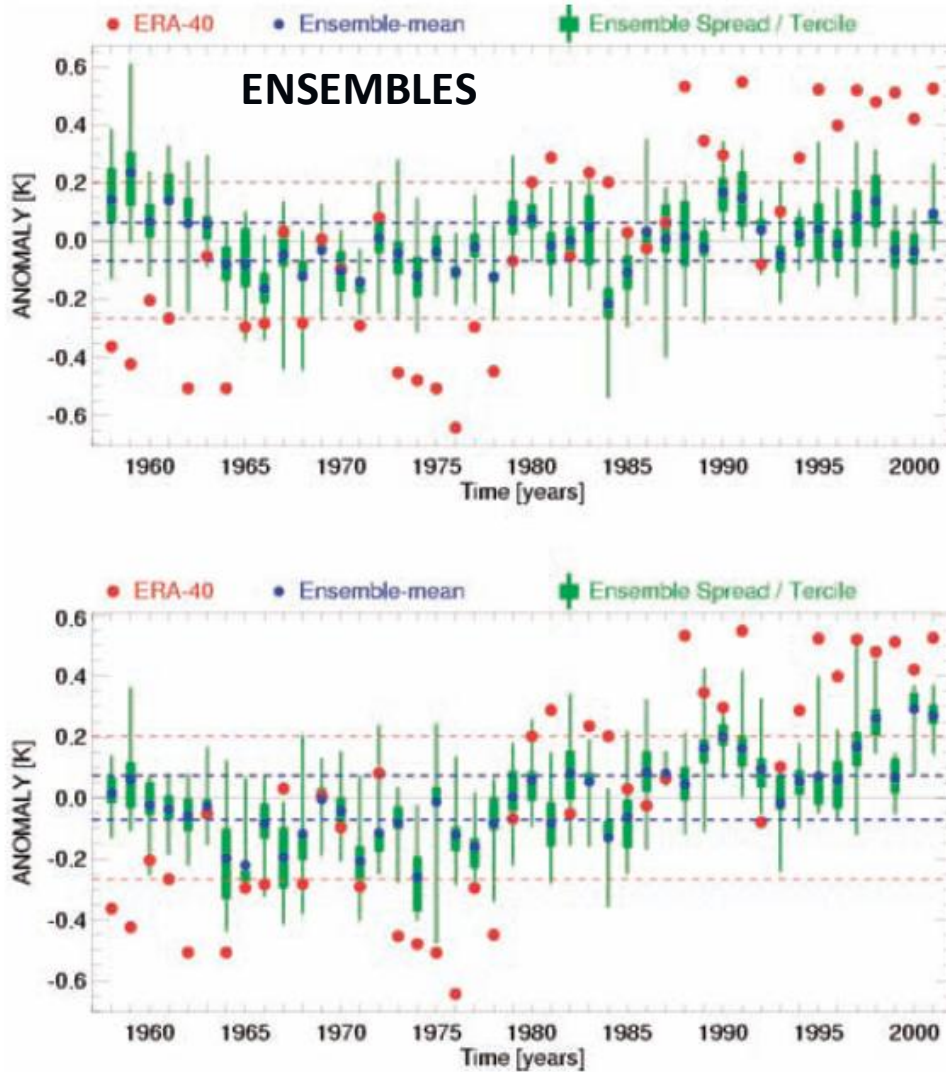 ERA-40 Ensemble-mean Ensemble Spread / Tercile
ENSEMBLES
0.6
0.4
0.2
0.0
-0.2
-0.4
-0.6
ANOMALY [K]
1960 1965 1970 1975 1980 1985 1990 1995 2000
Time [years]
ERA-40 Ensemble-mean Ensemble Spread / Tercile
0.6
0.4
0.2
0.0
-0.2
-0.4
-0.6
ANOMALY [K]
1960 1965 1970 1975 1980 1985 1990 1995 2000
Time [years]